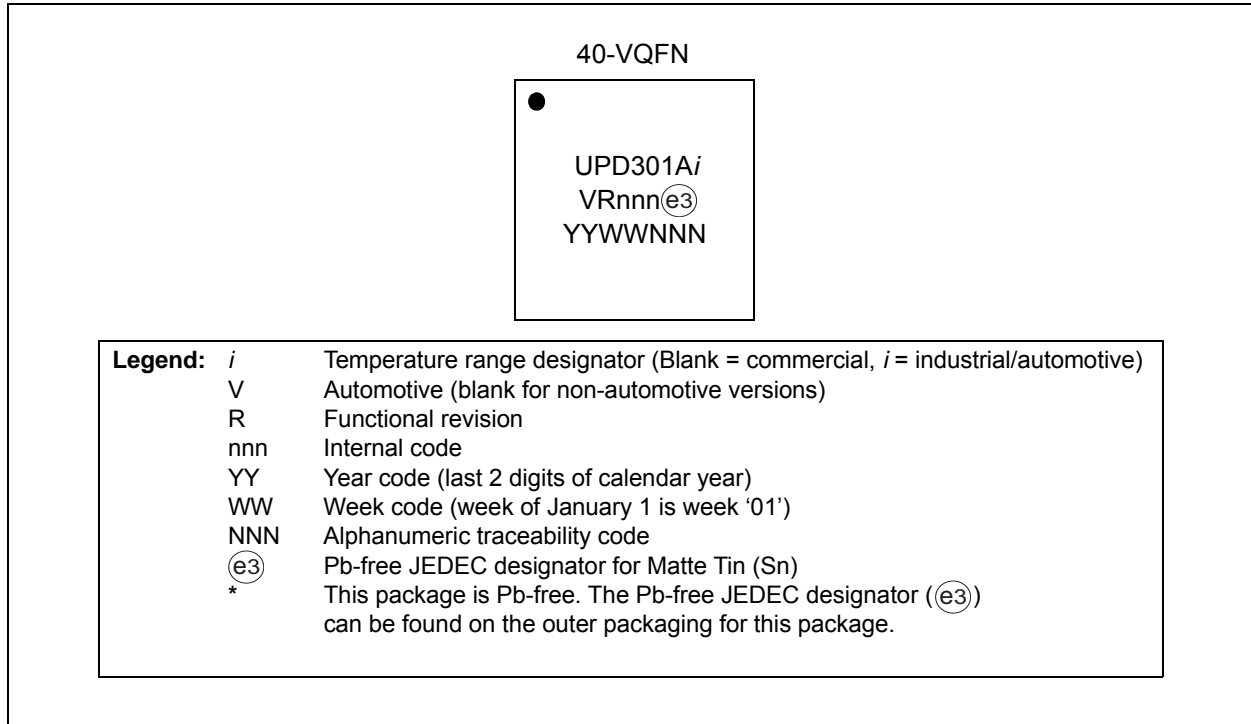 40-VQFN
UPD301Ai
VRnnn(e3)
YYWWNNN
Legend: i Temperature range designator (Blank = commercial, i = industrial/automotive)
V Automotive (blank for non-automotive versions)
R Functional revision
nnn Internal code
YY Year code (last 2 digits of calendar year)
WW Week code (week of January 1 is week ‘01’)
NNN Alphanumeric traceability code
(e3) Pb-free JEDEC designator for Matte Tin (Sn)
* This package is Pb-free. The Pb-free JEDEC designator ((e3))
can be found on the outer packaging for this package.